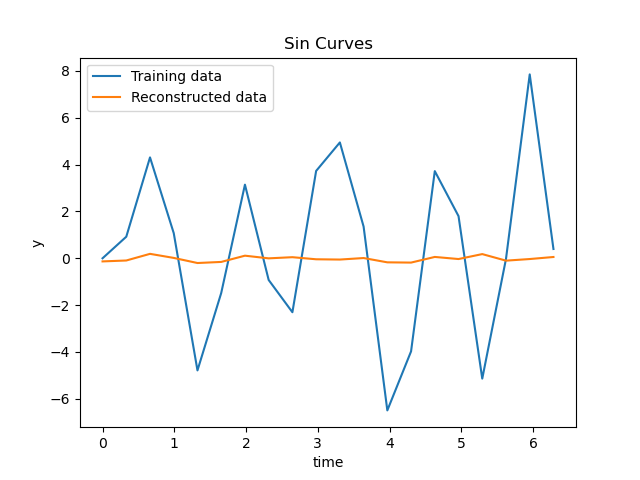 Sin Curves
Training data
Reconstructed data
8
6
4
2
0
−2
−4
−6
y
0 1 2 3 4 5 6
time